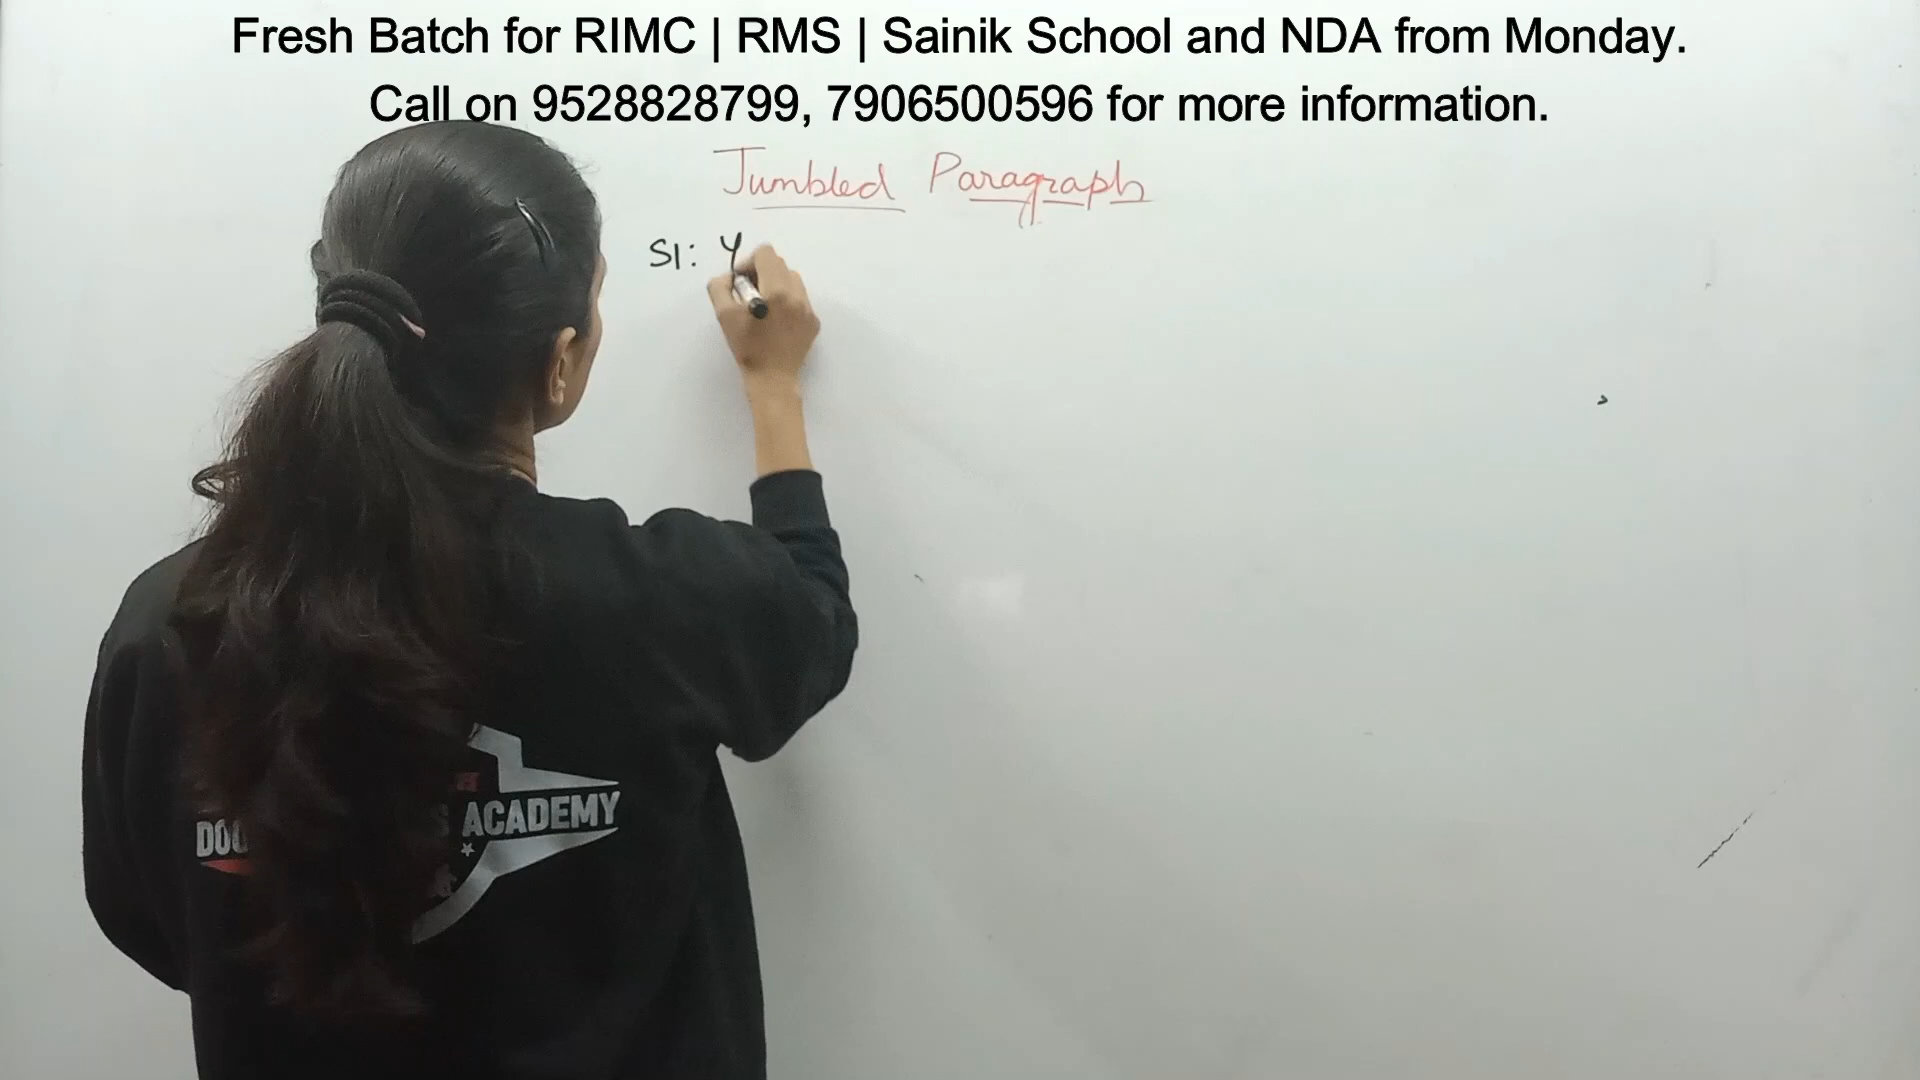 Fresh Batch for RIMC | RMS | Sainik School and NDA from Monday.
Call on 9528828799, 7906500596 for more information.
Jumbled Paragraph
S1: Y
ACADEMY